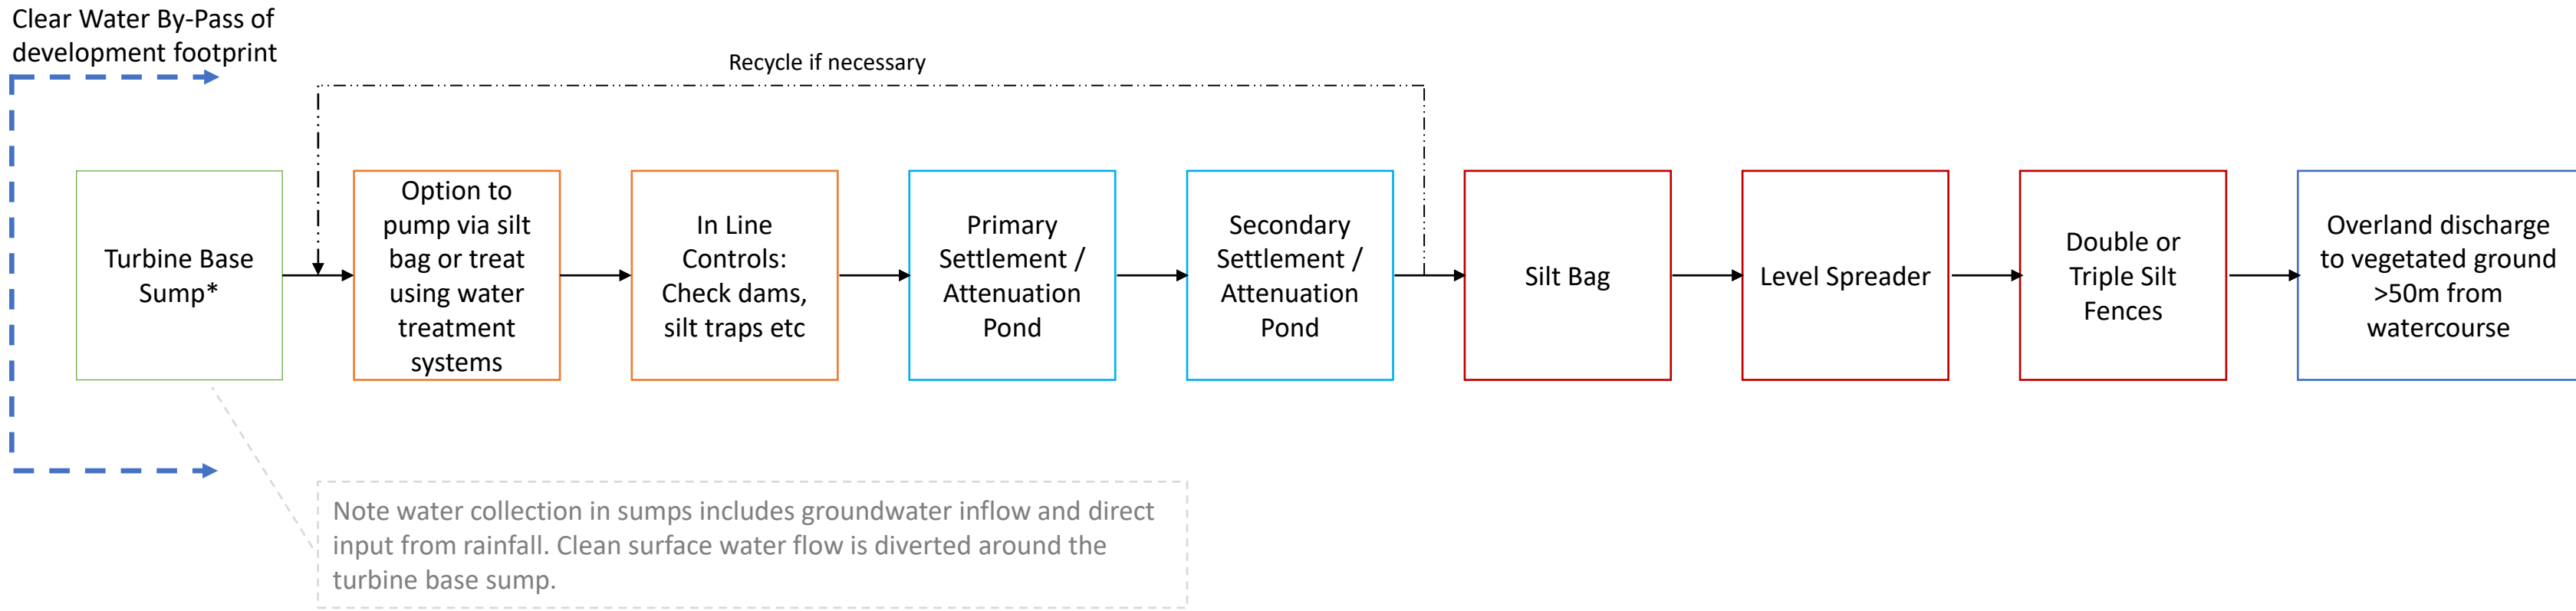 Clear Water By-Pass of
development footprint
Recycle if necessary
Turbine Base
Sump*
Option to
pump via silt
bag or treat
using water
treatment
systems
In Line
Controls:
Check dams,
silt traps etc
Primary
Settlement /
Attenuation
Pond
Secondary
Settlement /
Attenuation
Pond
Silt Bag
Level Spreader
Double or
Triple Silt
Fences
Overland discharge
to vegetated ground
>50m from
watercourse
Note water collection in sumps includes groundwater inflow and direct
input from rainfall. Clean surface water flow is diverted around the
turbine base sump.